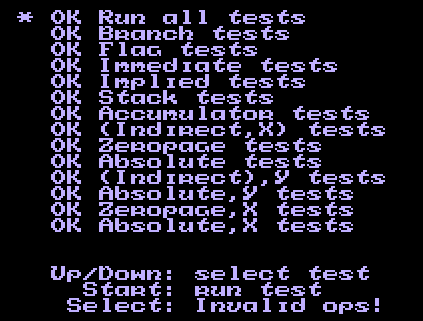 * OK Run all tests
OK Branch tests
OK Flag tests
OK Immediate tests
OK Implied tests
OK Stack tests
OK Accumulator tests
OK (Indirect,X) tests
OK Zeropage tests
OK Absolute tests
OK (Indirect),Y tests
OK Absolute,Y tests
OK Zeropage,X tests
OK Absolute,X tests
Up/Down: select test
Start: run test
Select: Invalid ops!